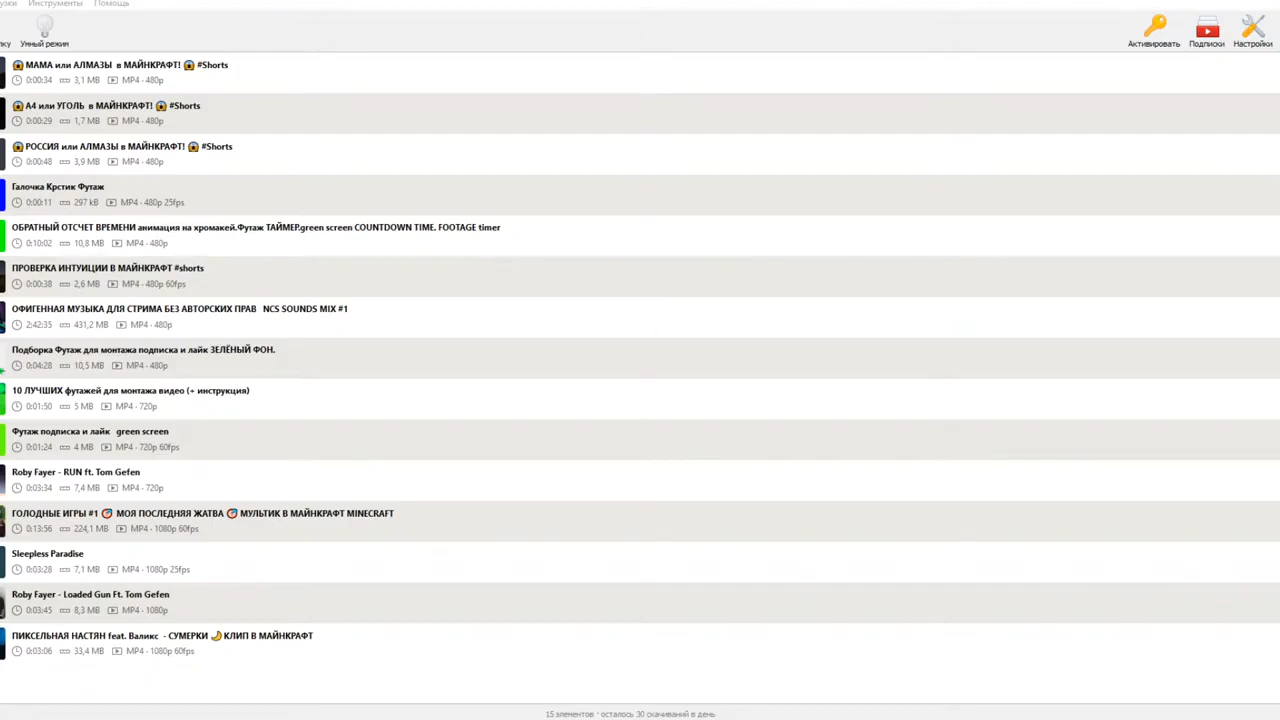 узки Инструменты Помощь
лку Умный режим Активировать Подписки Настройки
😱 МАМА или АЛМАЗЫ в МАЙНКРАФТ! 😱 #Shorts
0:00:34 3,1 MB MP4 · 480p
😱 А4 или УГОЛЬ в МАЙНКРАФТ! 😱 #Shorts
0:00:29 1,7 MB MP4 · 480p
😱 РОССИЯ или АЛМАЗЫ в МАЙНКРАФТ! 😱 #Shorts
0:00:48 3,9 MB MP4 · 480p
Галочка Крстик Футаж
0:00:11 297 kB MP4 · 480p 25fps
ОБРАТНЫЙ ОТСЧЕТ ВРЕМЕНИ анимация на хромакей.Футаж ТАЙМЕР.green screen COUNTDOWN TIME. FOOTAGE timer
0:10:02 10,8 MB MP4 · 480p
ПРОВЕРКА ИНТУИЦИИ В МАЙНКРАФТ #shorts
0:00:38 2,6 MB MP4 · 480p 60fps
ОФИГЕННАЯ МУЗЫКА ДЛЯ СТРИМА БЕЗ АВТОРСКИХ ПРАВ NCS SOUNDS MIX #1
2:42:35 431,2 MB MP4 · 480p
Подборка Футаж для монтажа подписка и лайк ЗЕЛЁНЫЙ ФОН.
0:04:28 10,5 MB MP4 · 480p
10 ЛУЧШИХ футажей для монтажа видео (+ инструкция)
0:01:50 5 MB MP4 · 720p
Футаж подписка и лайк green screen
0:01:24 4 MB MP4 · 720p 60fps
Roby Fayer - RUN ft. Tom Gefen
0:03:34 7,4 MB MP4 · 720p
ГОЛОДНЫЕ ИГРЫ #1 🎯 МОЯ ПОСЛЕДНЯЯ ЖАТВА 🎯 МУЛЬТИК В МАЙНКРАФТ MINECRAFT
0:13:56 224,1 MB MP4 · 1080p 60fps
Sleepless Paradise
0:03:28 7,1 MB MP4 · 1080p 25fps
Roby Fayer - Loaded Gun Ft. Tom Gefen
0:03:45 8,3 MB MP4 · 1080p
ПИКСЕЛЬНАЯ НАСТЯН feat. Валикс - СУМЕРКИ 🌙 КЛИП В МАЙНКРАФТ
0:03:06 33,4 MB MP4 · 1080p 60fps
15 элементов · осталось 30 скачиваний в день